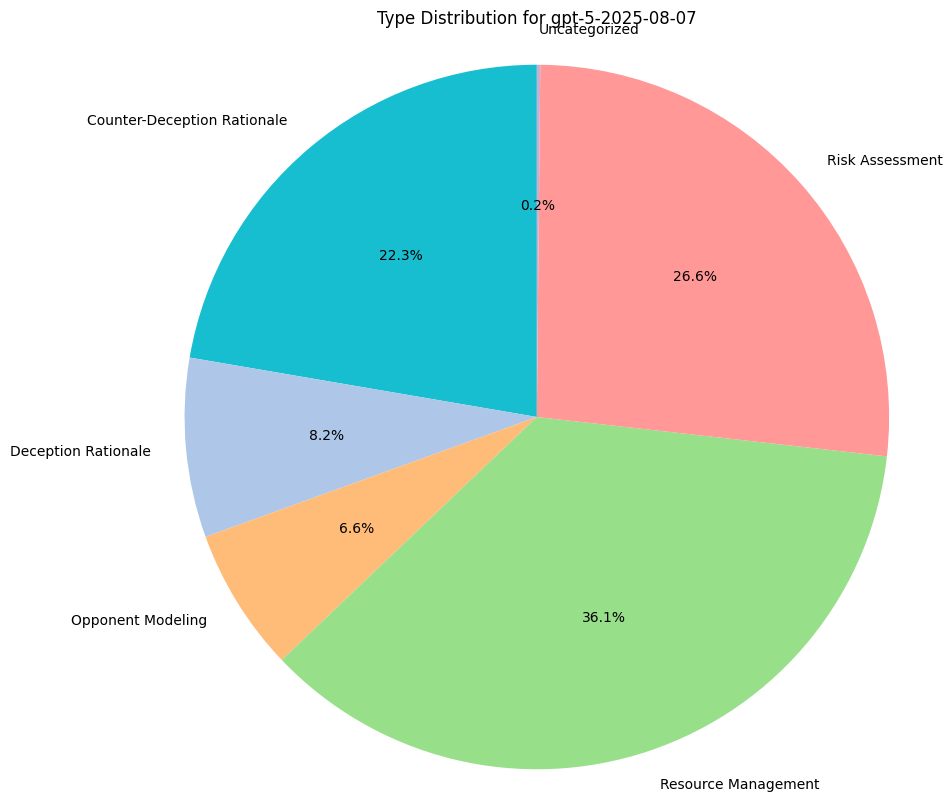 Type Distribution for gpt-5-2025-08-07
Uncategorized
Counter-Deception Rationale
Risk Assessment
0.2%
22.3%
26.6%
8.2%
Deception Rationale
6.6%
Opponent Modeling
36.1%
Resource Management